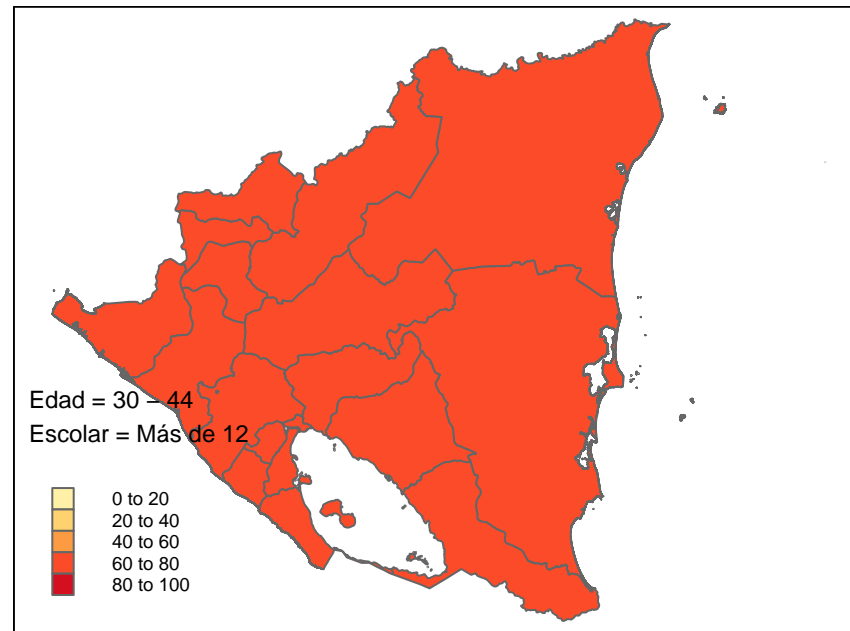 Edad = 30 − 44
Escolar = Más de 12
0 to 20
20 to 40
40 to 60
60 to 80
80 to 100